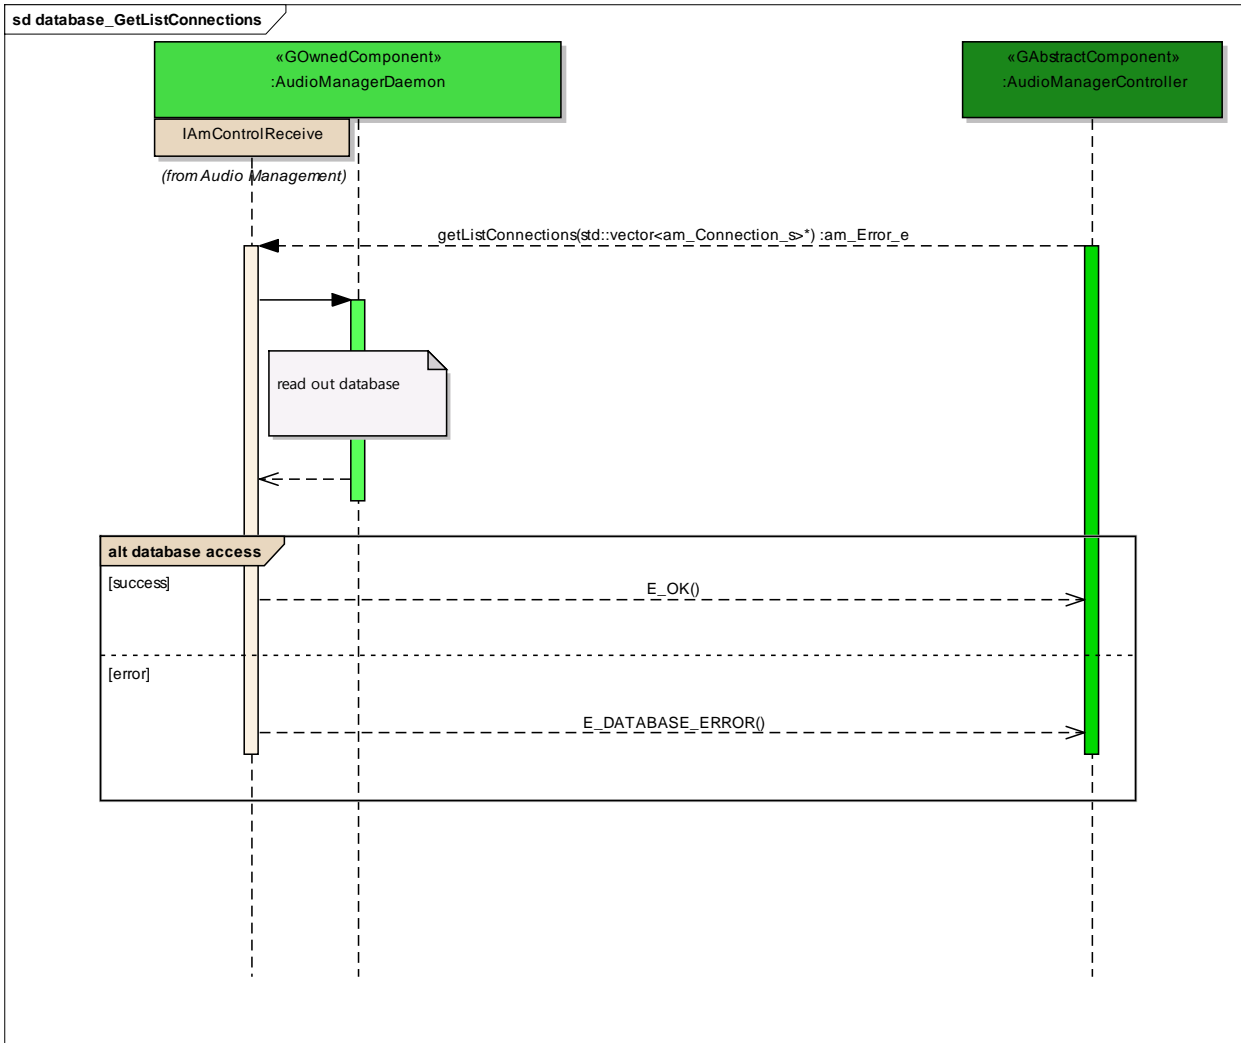 sd database_GetListConnections
«GOwnedComponent»
:AudioManagerDaemon
«GAbstractComponent»
:AudioManagerController
IAmControlReceive
(from Audio Management)
getListConnections(std::vector<am_Connection_s>*) :am_Error_e
read out database
alt database access
[success]
E_OK()
[error]
E_DATABASE_ERROR()